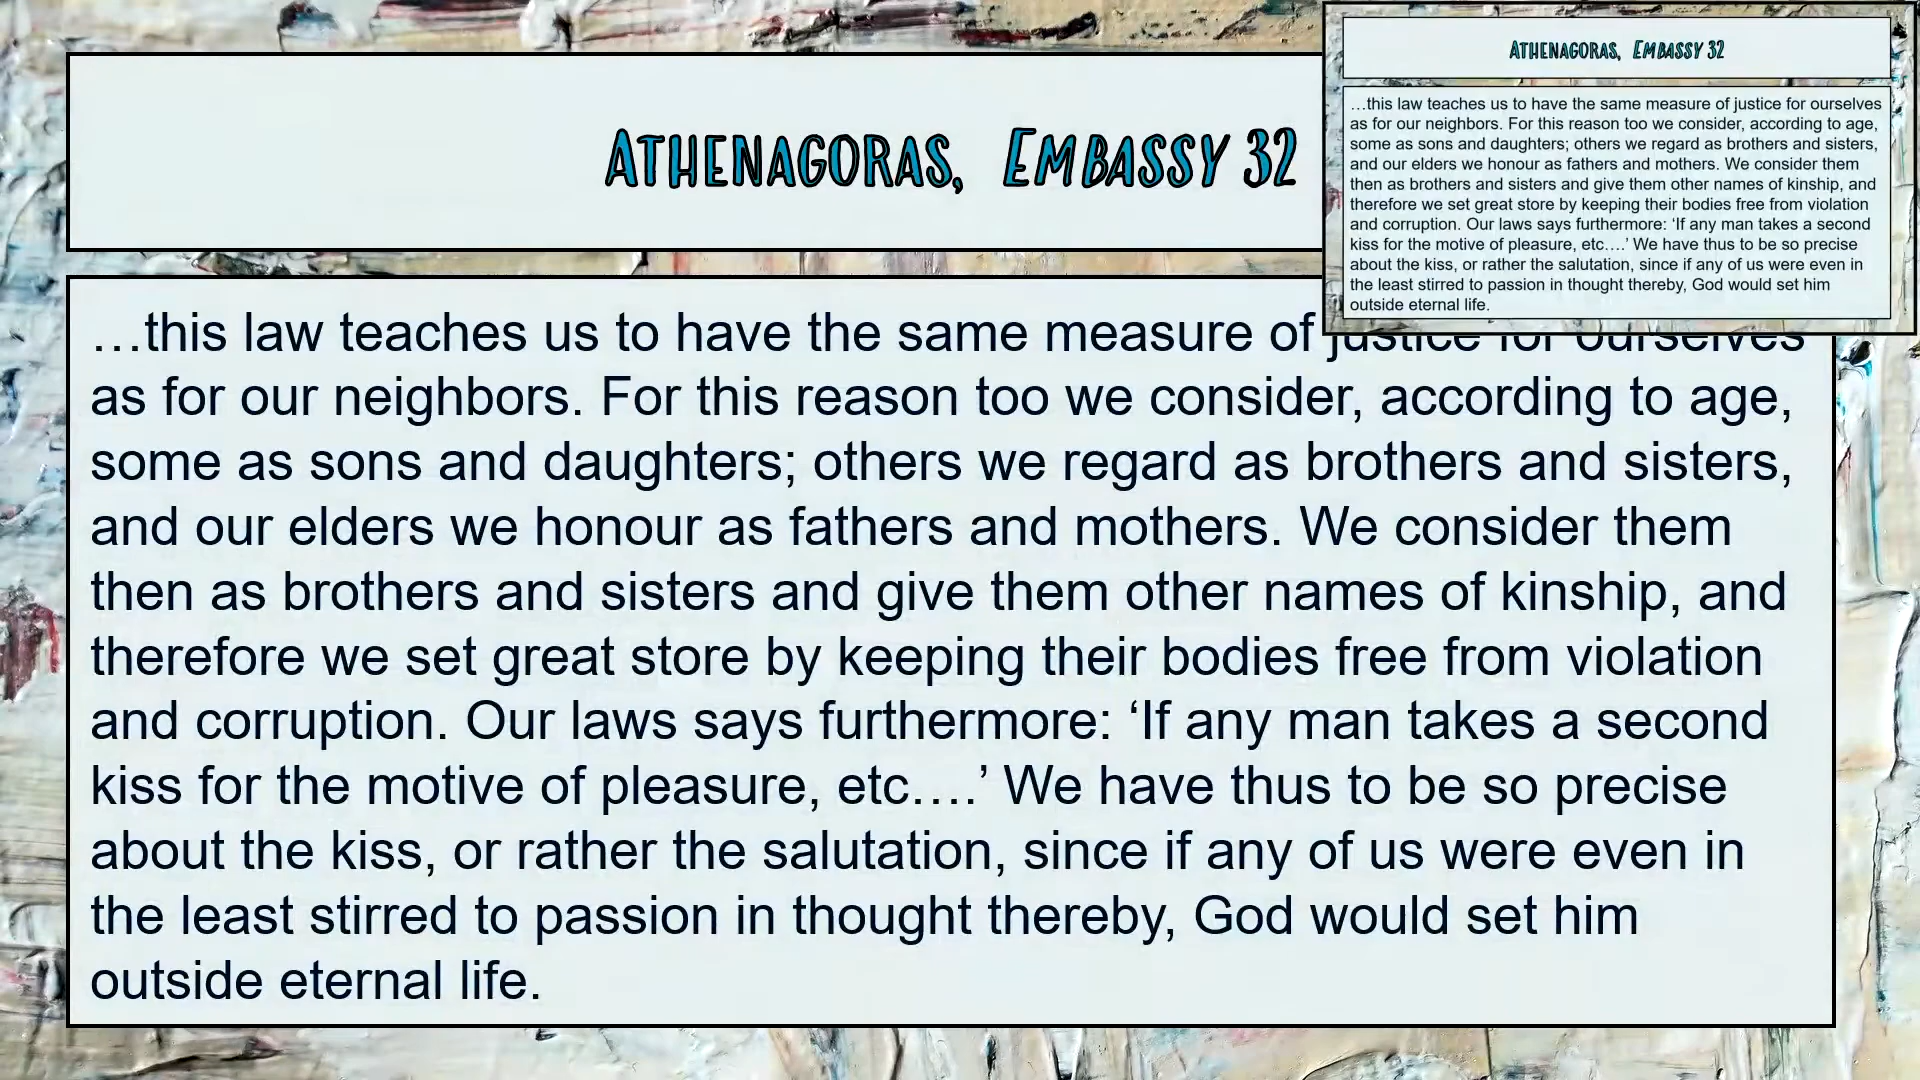 Athenagoras, Embassy 32
…this law teaches us to have the same measure of justice for ourselves
as for our neighbors. For this reason too we consider, according to age,
some as sons and daughters; others we regard as brothers and sisters,
and our elders we honour as fathers and mothers. We consider them
then as brothers and sisters and give them other names of kinship, and
therefore we set great store by keeping their bodies free from violation
and corruption. Our laws says furthermore: ‘If any man takes a second
kiss for the motive of pleasure, etc….’ We have thus to be so precise
about the kiss, or rather the salutation, since if any of us were even in
the least stirred to passion in thought thereby, God would set him
outside eternal life.
Athenagoras, Embassy 32
…this law teaches us to have the same measure of justice for ourselves
as for our neighbors. For this reason too we consider, according to age,
some as sons and daughters; others we regard as brothers and sisters,
and our elders we honour as fathers and mothers. We consider them
then as brothers and sisters and give them other names of kinship, and
therefore we set great store by keeping their bodies free from violation
and corruption. Our laws says furthermore: ‘If any man takes a second
kiss for the motive of pleasure, etc….’ We have thus to be so precise
about the kiss, or rather the salutation, since if any of us were even in
the least stirred to passion in thought thereby, God would set him
outside eternal life.